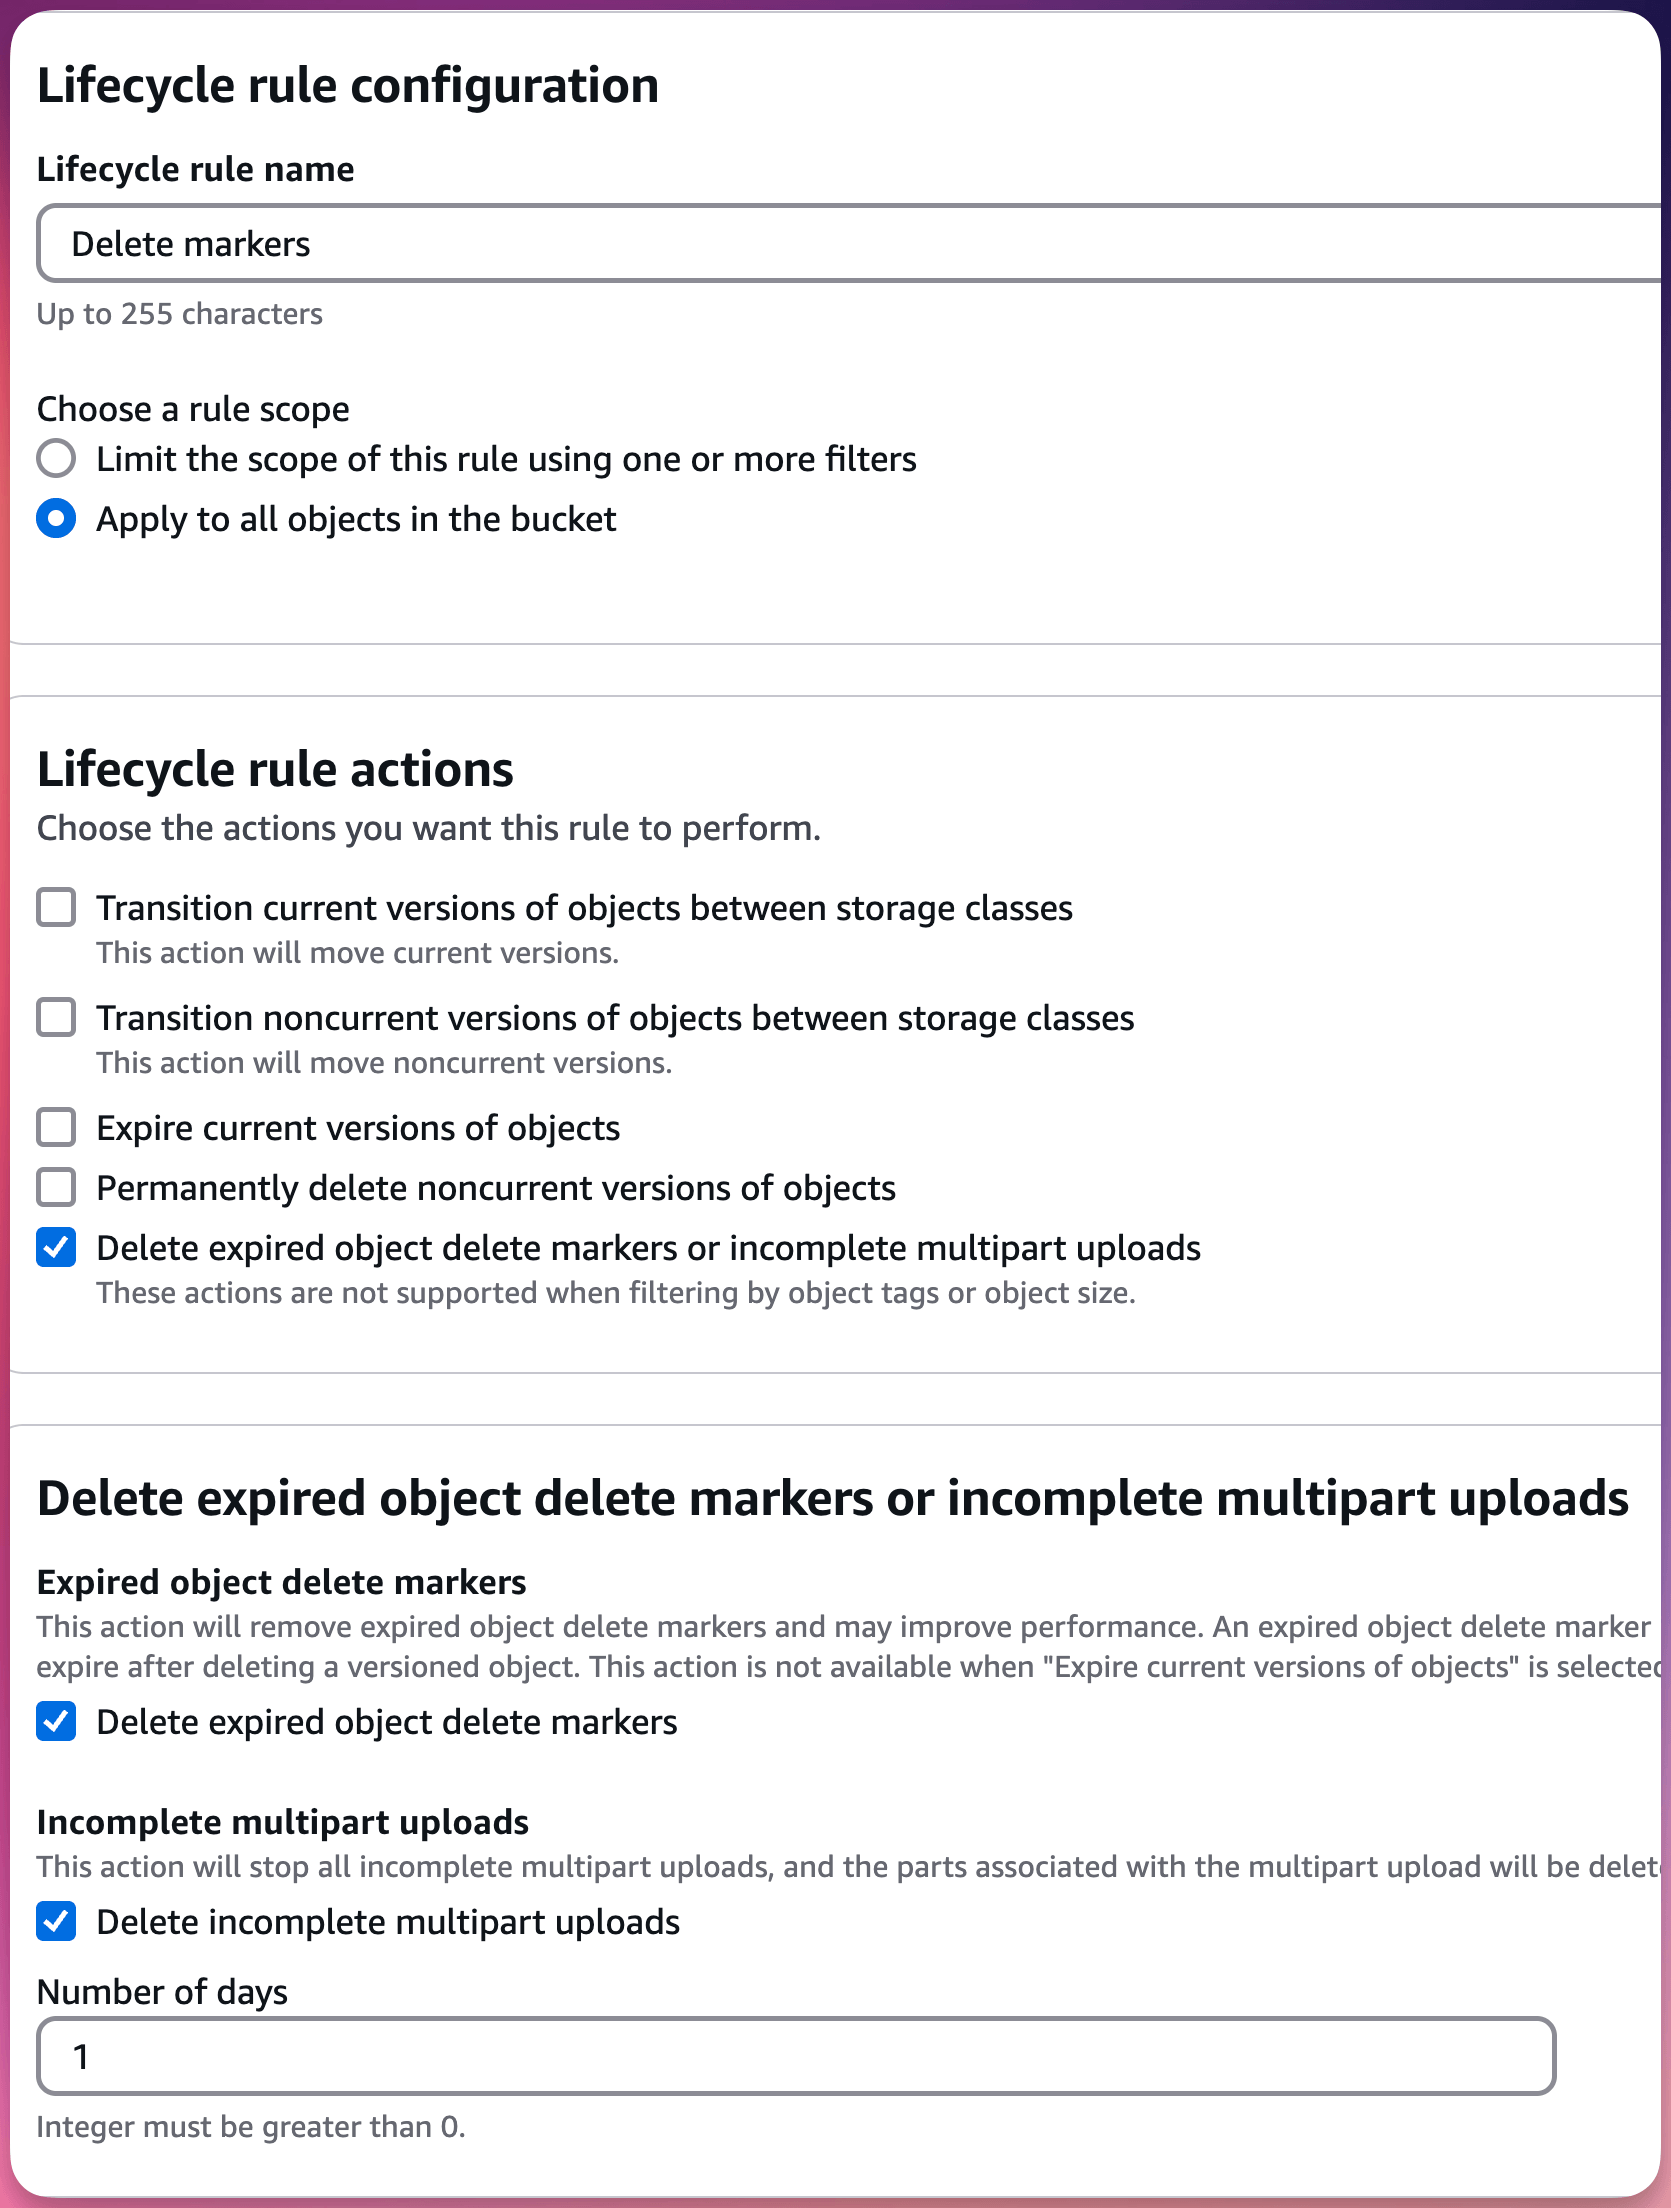 Lifecycle rule configuration
Lifecycle rule name
Delete markers
Up to 255 characters
Choose a rule scope
Limit the scope of this rule using one or more filters
Apply to all objects in the bucket
Lifecycle rule actions
Choose the actions you want this rule to perform.
Transition current versions of objects between storage classes
This action will move current versions.
Transition noncurrent versions of objects between storage classes
This action will move noncurrent versions.
Expire current versions of objects
Permanently delete noncurrent versions of objects
Delete expired object delete markers or incomplete multipart uploads
These actions are not supported when filtering by object tags or object size.
Delete expired object delete markers or incomplete multipart uploads
Expired object delete markers
This action will remove expired object delete markers and may improve performance. An expired object delete marker
expire after deleting a versioned object. This action is not available when "Expire current versions of objects" is selected
Delete expired object delete markers
Incomplete multipart uploads
This action will stop all incomplete multipart uploads, and the parts associated with the multipart upload will be delet
Delete incomplete multipart uploads
Number of days
1
Integer must be greater than 0.